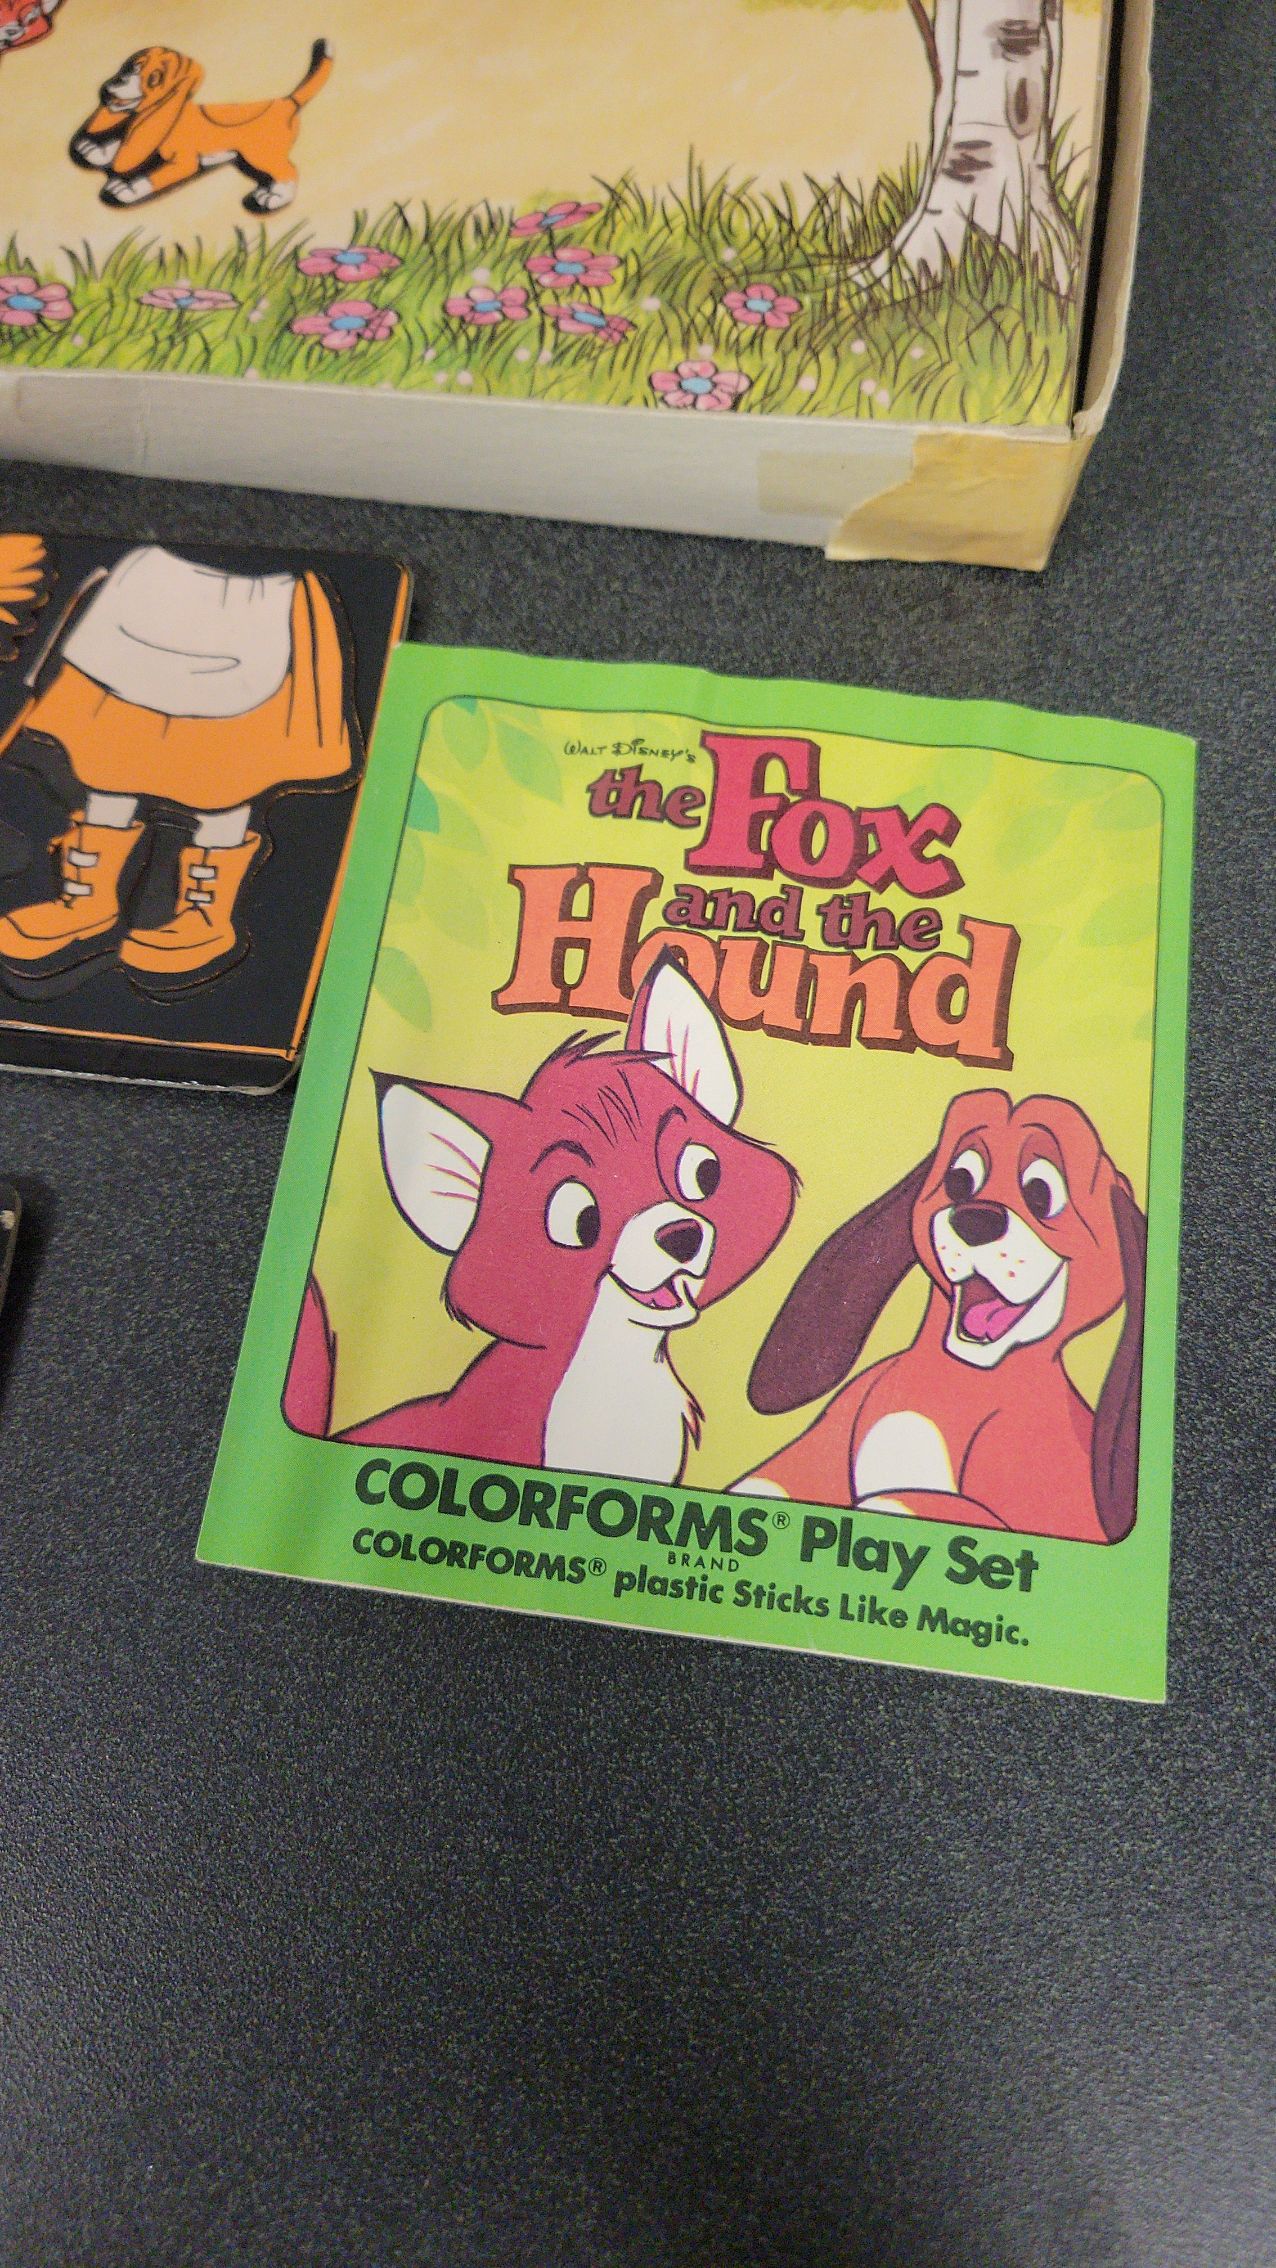 WALT DISNEY'S
the Fox
and the
Hound
COLORFORMS® Play Set
BRAND
COLORFORMS® plastic Sticks Like Magic.